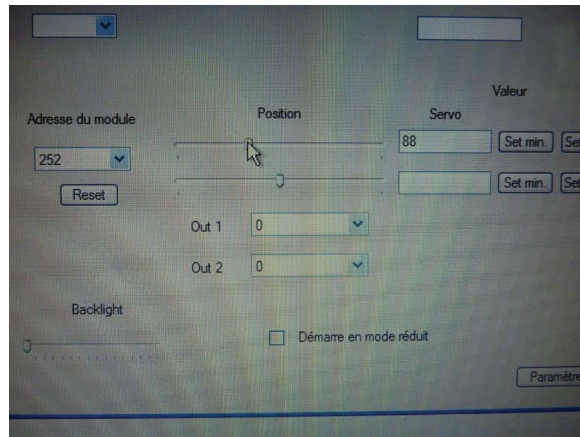 Valeur
Adresse du module
Position
Servo
88
Set min.
252
Set min.
Reset
Out 1
0
Out 2
0
Backlight
Démarre en mode réduit